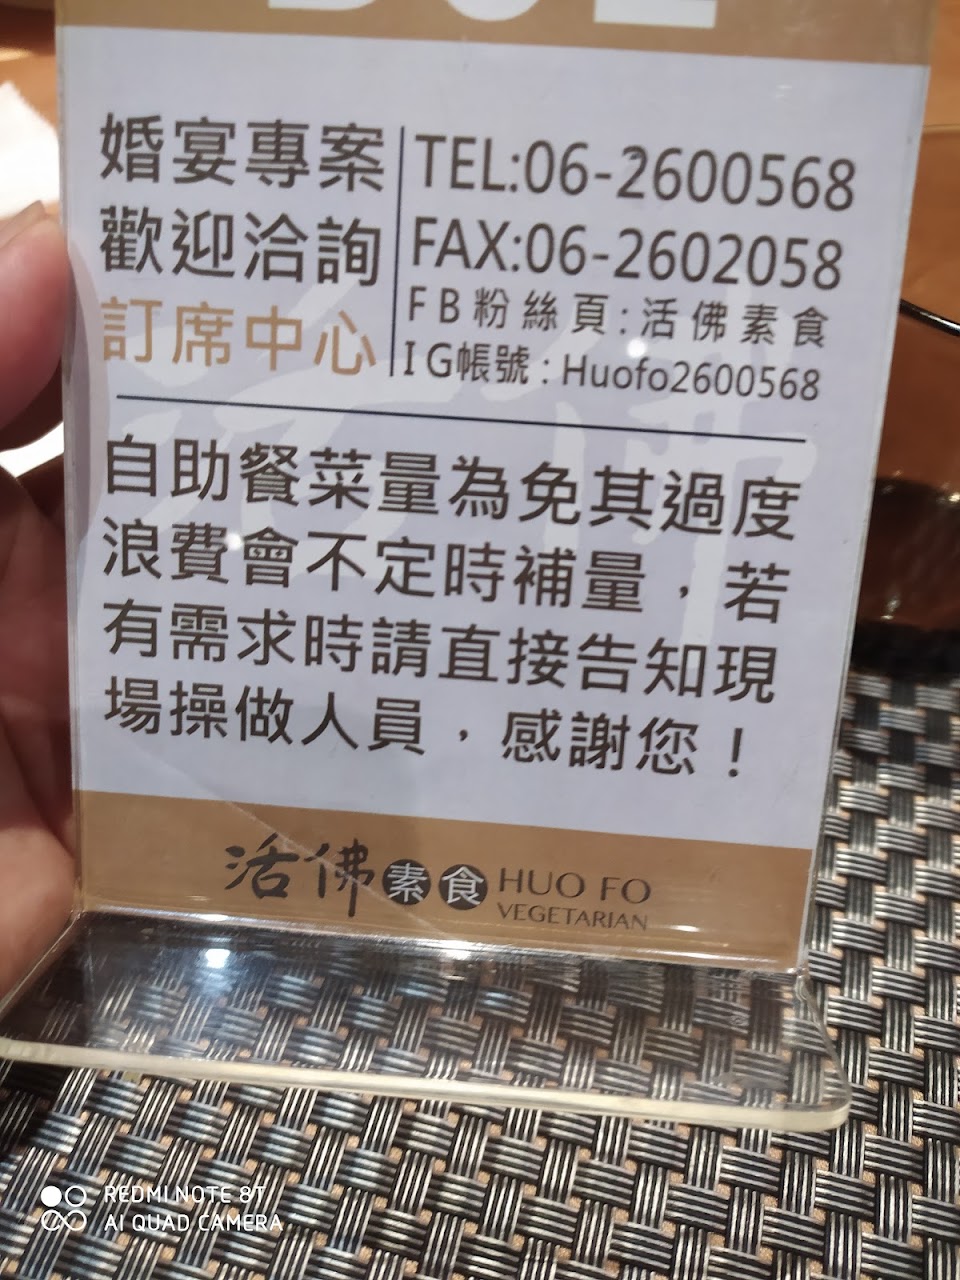 婚宴專案
歡迎洽詢
訂席中心
TEL:06-2600568
FAX:06-2602058
FB粉絲頁:活佛素食
IG帳號:Huofo2600568
自助餐菜量為免其過度
浪費會不定時補量，若
有需求時請直接告知現
場操做人員，感謝您！
活佛素食 HUO FO
VEGETARIAN
REDMI NOTE 8T
AI QUAD CAMERA